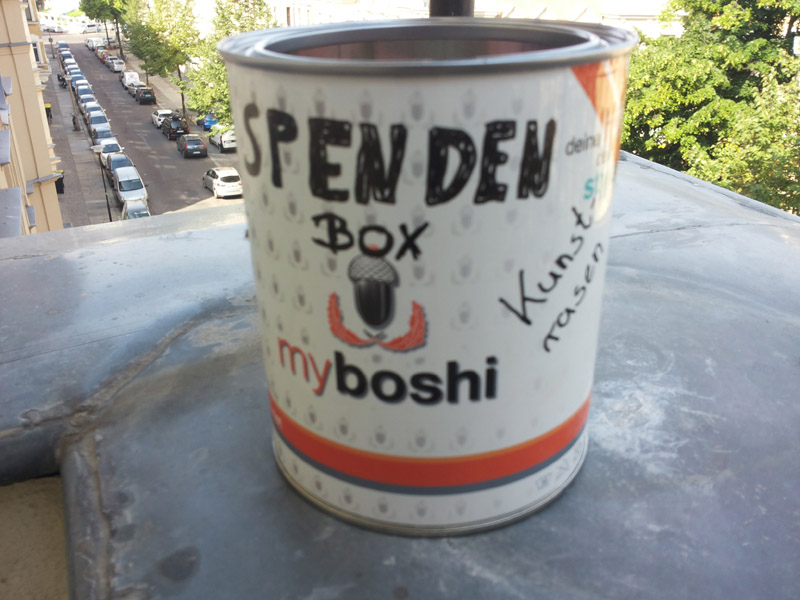 SPENDEN
BOX
myboshi
Kunst-
rasen